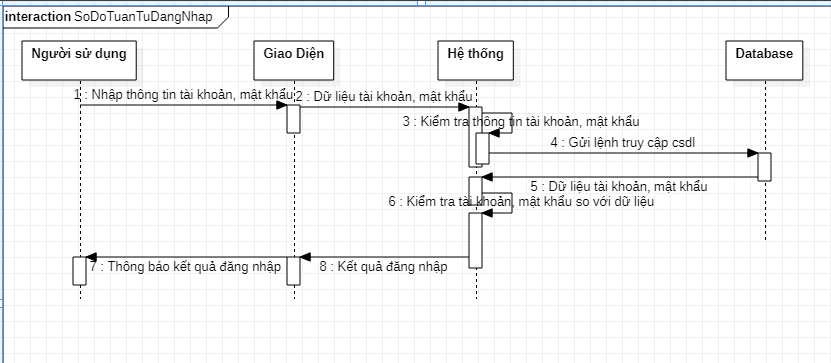 interaction SoDoTuanTuDangNhap
Người sử dụng
Giao Diện
Hệ thống
Database
1 : Nhập thông tin tài khoản, mật khẩu
2 : Dữ liệu tài khoản, mật khẩu
3 : Kiểm tra thông tin tài khoản, mật khẩu
4 : Gửi lệnh truy cập csdl
5 : Dữ liệu tài khoản, mật khẩu
6 : Kiểm tra tài khoản, mật khẩu so với dữ liệu
7 : Thông báo kết quả đăng nhập
8 : Kết quả đăng nhập